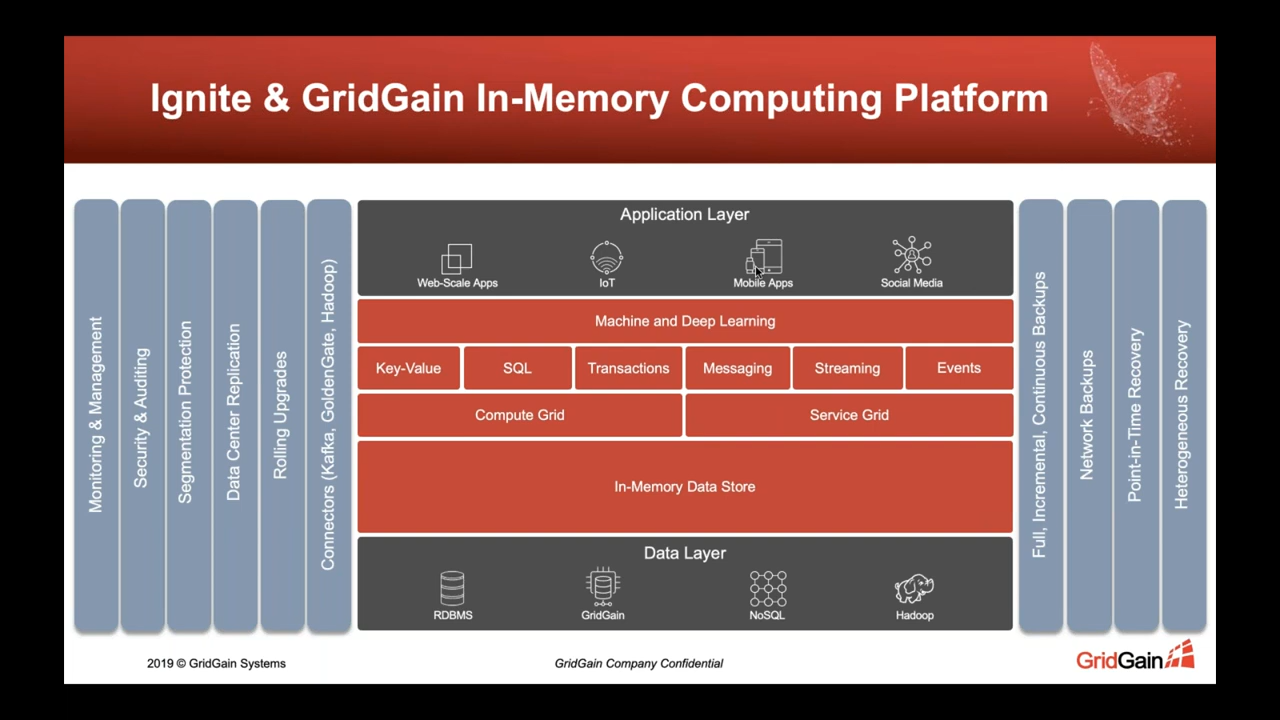 Ignite & GridGain In-Memory Computing Platform
Monitoring & Management
Security & Auditing
Segmentation Protection
Data Center Replication
Rolling Upgrades
Connectors (Kafka, GoldenGate, Hadoop)
Application Layer
Web-Scale Apps
IoT
Mobile Apps
Social Media
Machine and Deep Learning
Key-Value
SQL
Transactions
Messaging
Streaming
Events
Compute Grid
Service Grid
In-Memory Data Store
Data Layer
RDBMS
GridGain
NoSQL
Hadoop
Full, Incremental, Continuous Backups
Network Backups
Point-in-Time Recovery
Heterogeneous Recovery
2019 © GridGain Systems
GridGain Company Confidential
GridGain